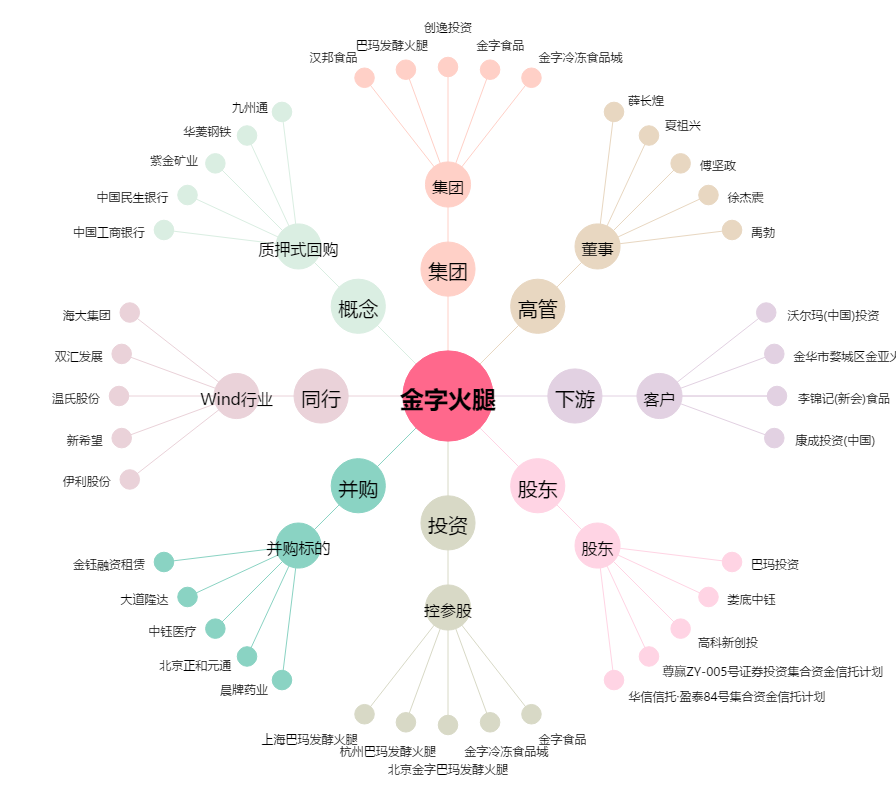 创逸投资
巴玛发酵火腿
金字食品
汉邦食品
金字冷冻食品城
集团
集团
九州通
华菱钢铁
紫金矿业
中国民生银行
中国工商银行
质押式回购
概念
薛长煌
夏祖兴
傅坚政
徐杰震
禹勃
董事
高管
海大集团
双汇发展
温氏股份
新希望
伊利股份
Wind行业
同行
金字火腿
下游
客户
沃尔玛(中国)投资
金华市婺城区金亚火
李锦记(新会)食品
康成投资(中国)
并购
并购标的
金钰融资租赁
大道隆达
中钰医疗
北京正和元通
晨牌药业
投资
控参股
上海巴玛发酵火腿
杭州巴玛发酵火腿
北京金字巴玛发酵火腿
金字冷冻食品城
金字食品
股东
股东
巴玛投资
娄底中钰
高科新创投
尊赢ZY-005号证券投资集合资金信托计划
华信信托·盈泰84号集合资金信托计划